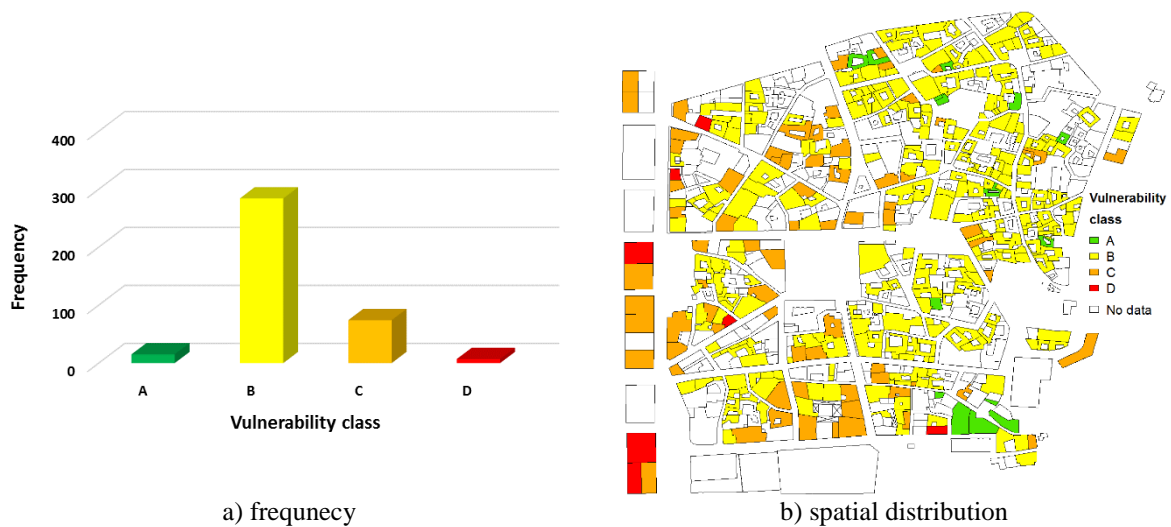 400
300
200
100
0
Frequency
A B C D
Vulnerability class
Vulnerability
class
A
B
C
D
No data
a) frequnecy
b) spatial distribution